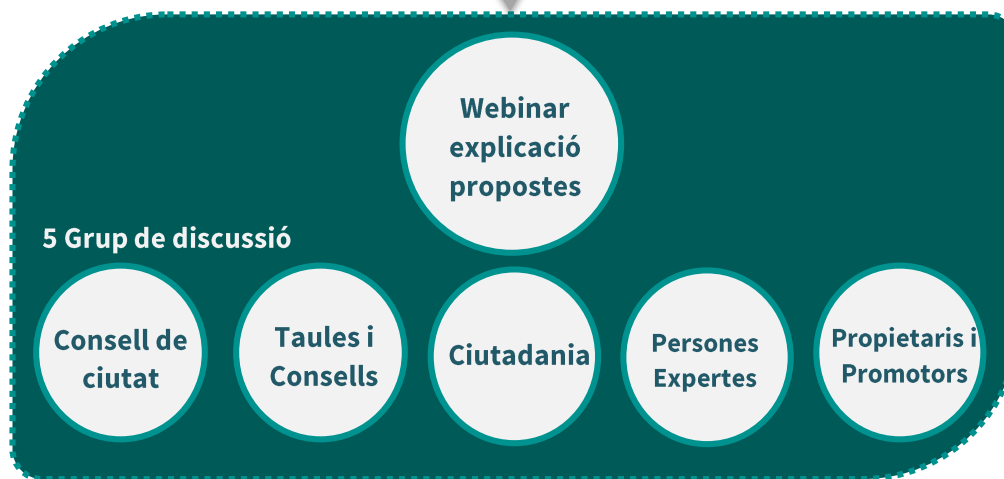 Webinar
explicació
propostes
5 Grup de discussió
Consell de
ciutat
Taules i
Consells
Ciutadania
Persones
Expertes
Propietaris i
Promotors